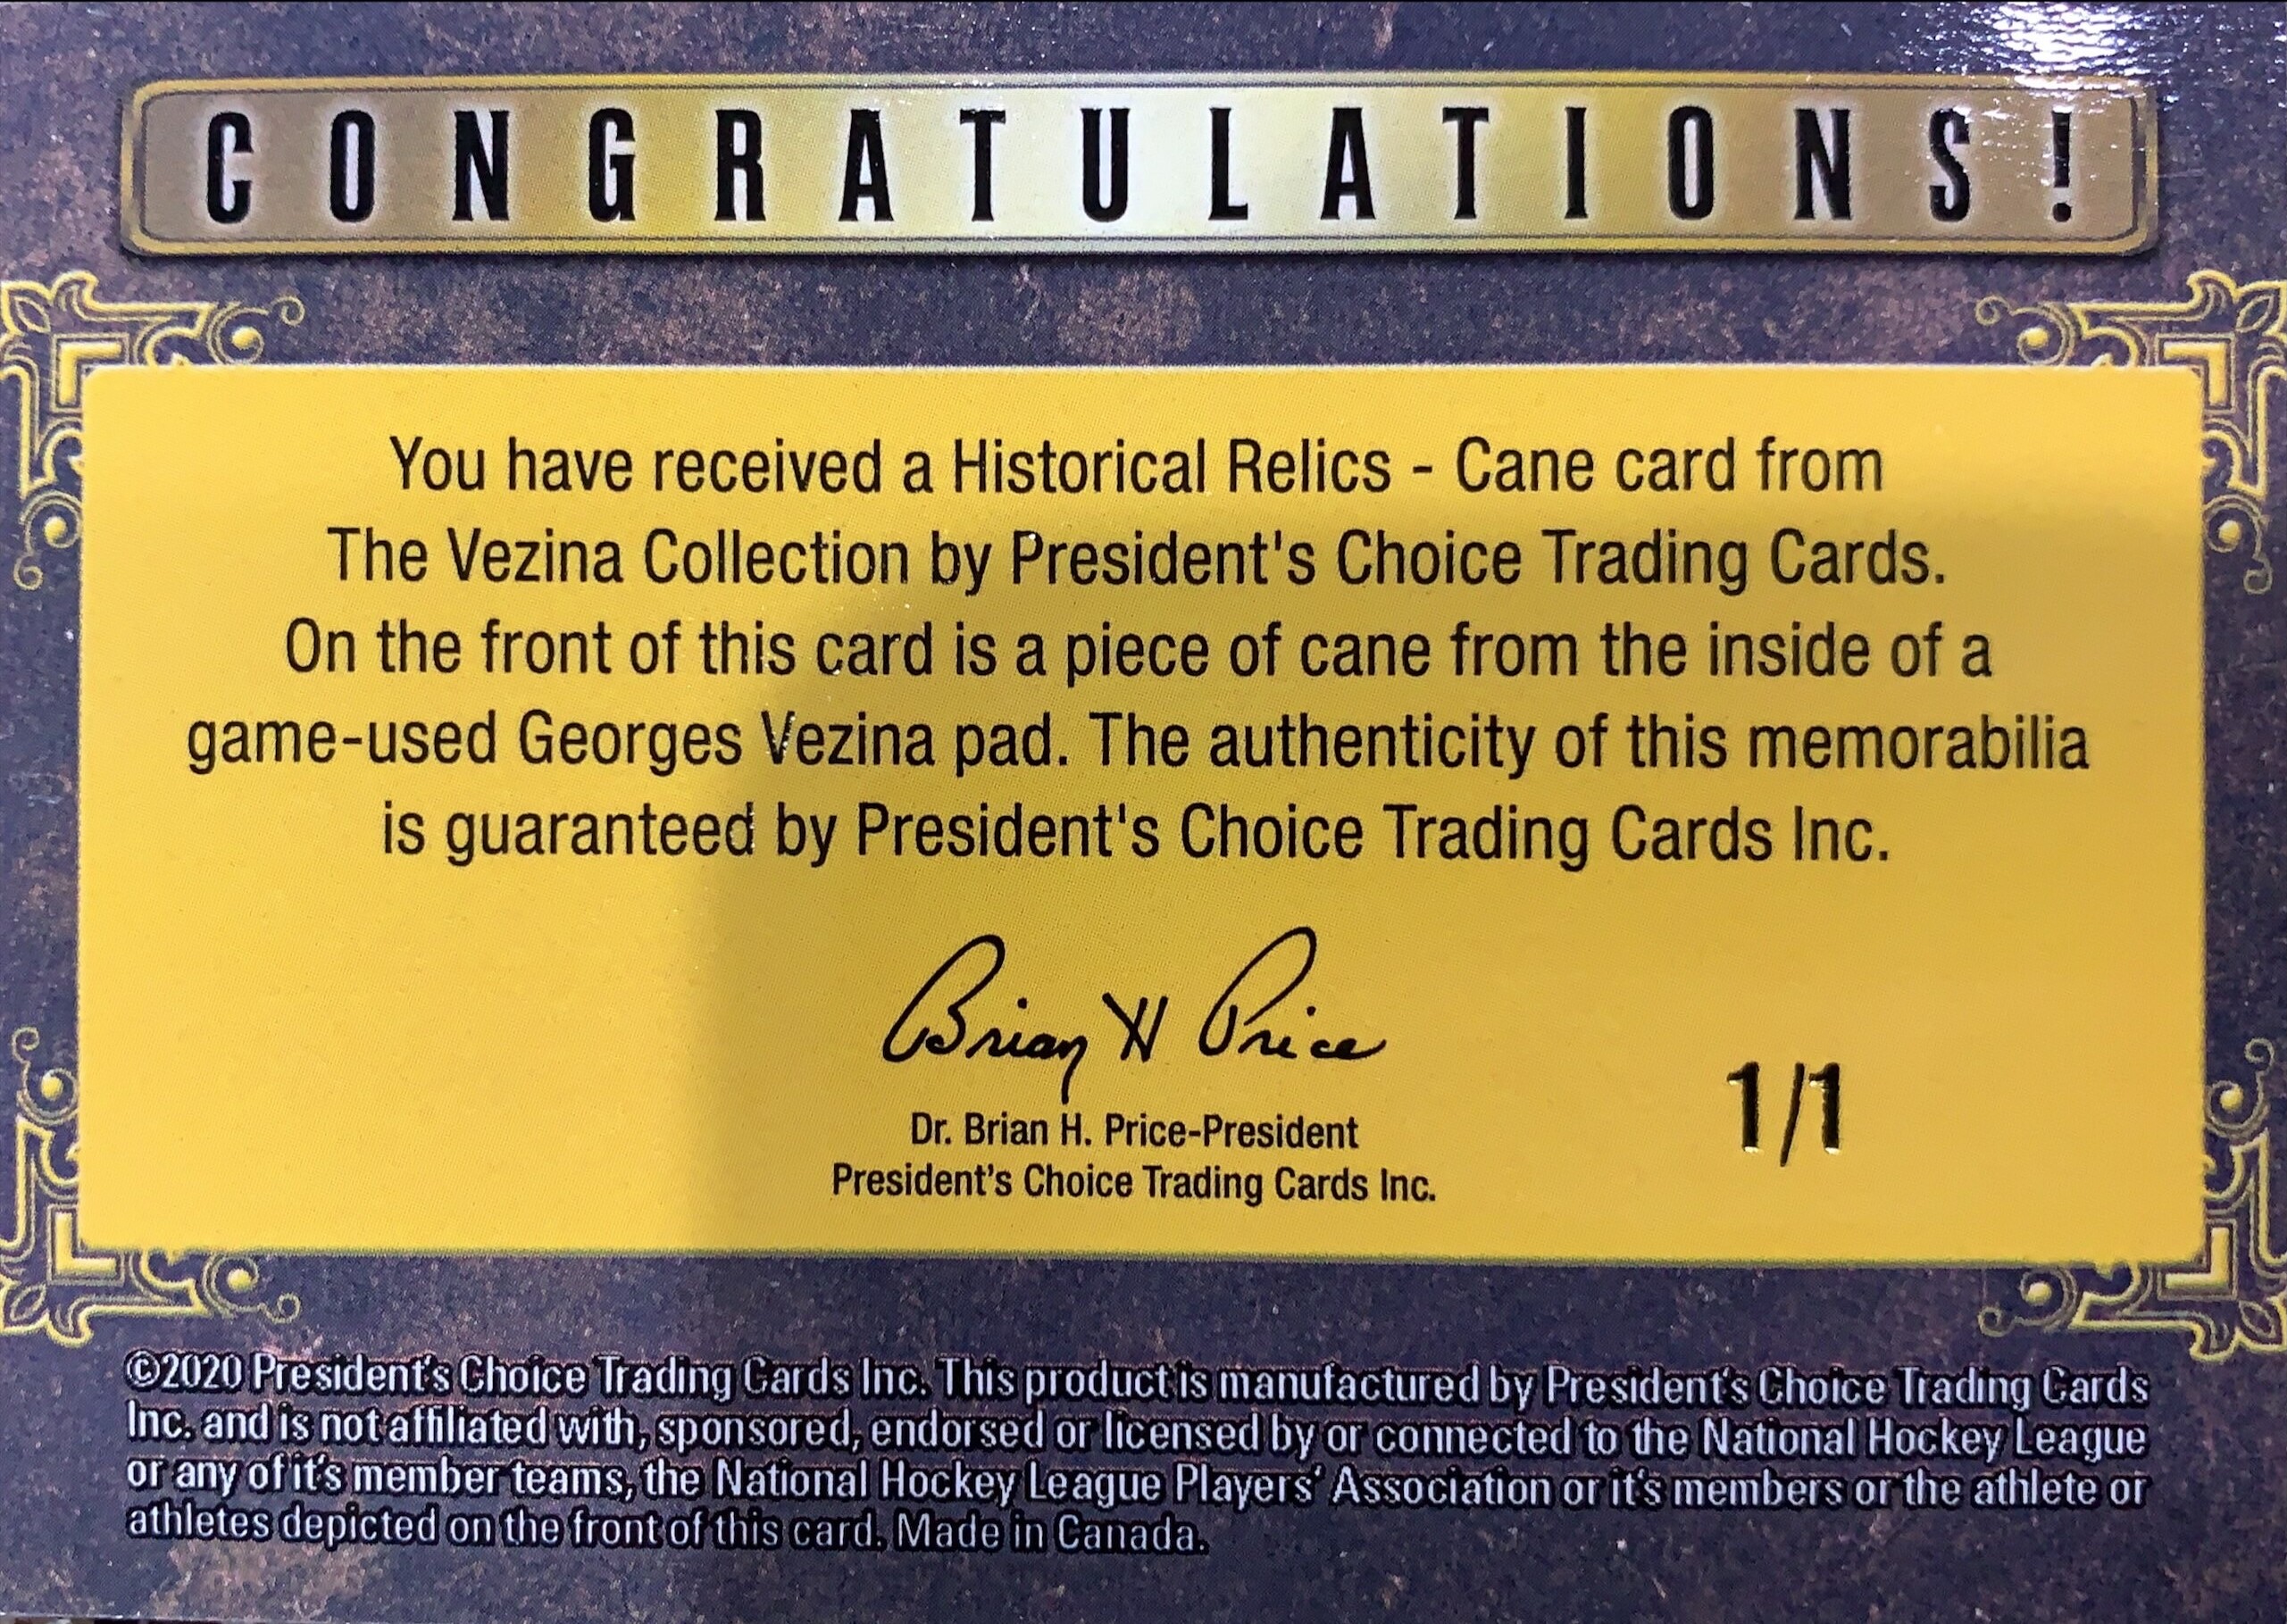 CONGRATULATIONS!
You have received a Historical Relics - Cane card from
The Vezina Collection by President's Choice Trading Cards.
On the front of this card is a piece of cane from the inside of a
game-used Georges Vezina pad. The authenticity of this memorabilia
is guaranteed by President's Choice Trading Cards Inc.
Brian H Price
Dr. Brian H. Price-President
President's Choice Trading Cards Inc.
1/1
©2020 President's Choice Trading Cards Inc. This product is manufactured by President's Choice Trading Cards
Inc. and is not affiliated with, sponsored, endorsed or licensed by or connected to the National Hockey League
or any of it's member teams, the National Hockey League Players' Association or it's members or the athlete or
athletes depicted on the front of this card. Made in Canada.